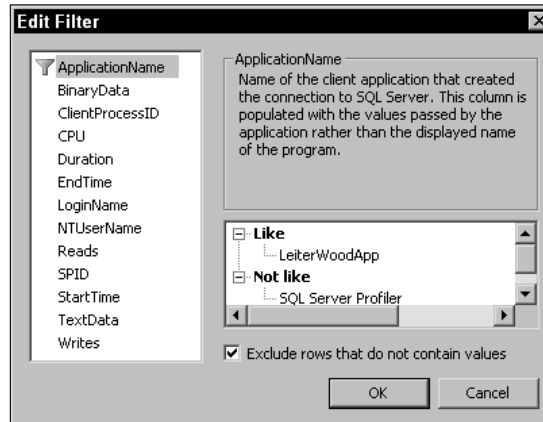 Edit Filter
ApplicationName
BinaryData
ClientProcessID
CPU
Duration
EndTime
LoginName
NTUserName
Reads
SPID
StartTime
TextData
Writes
ApplicationName
Name of the client application that created
the connection to SQL Server. This column is
populated with the values passed by the
application rather than the displayed name
of the program.
Like
LeiterWoodApp
Not like
SQL Server Profiler
Exclude rows that do not contain values
OK
Cancel